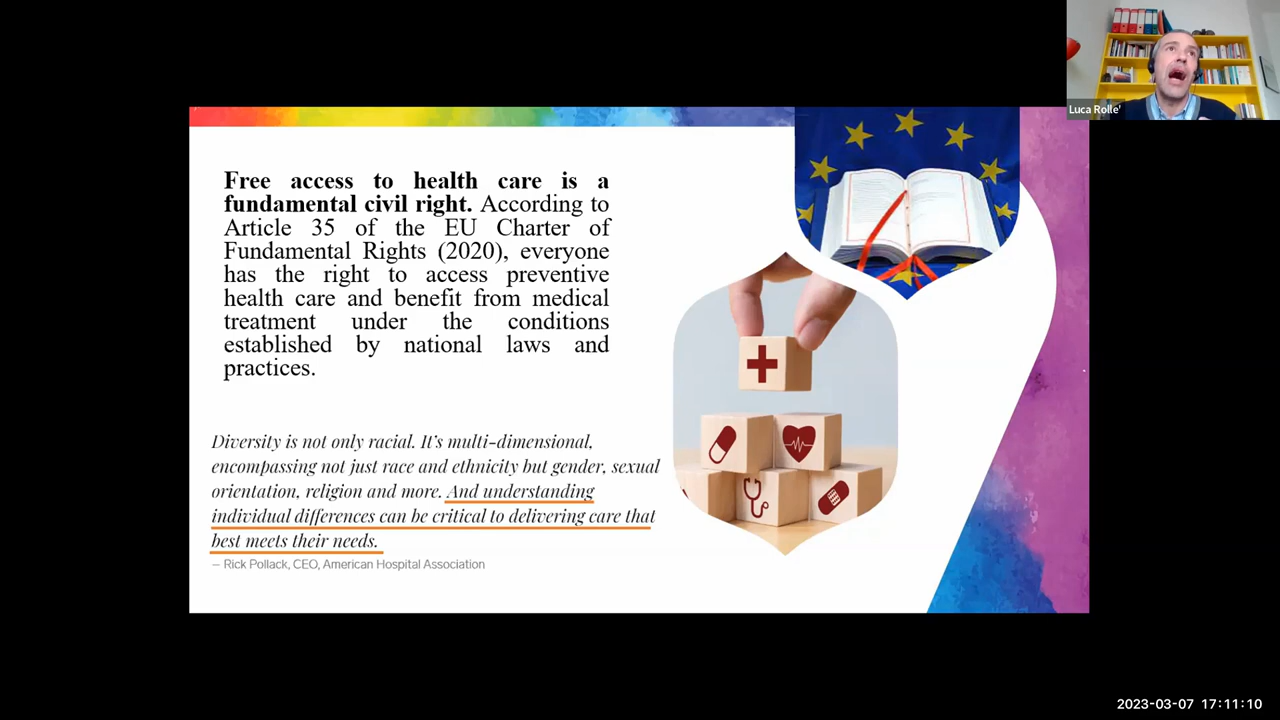 Luca Rolle'
Free access to health care is a
fundamental civil right. According to
Article 35 of the EU Charter of
Fundamental Rights (2020), everyone
has the right to access preventive
health care and benefit from medical
treatment under the conditions
established by national laws and
practices.
Diversity is not only racial. It's multi-dimensional,
encompassing not just race and ethnicity but gender, sexual
orientation, religion and more. And understanding
individual differences can be critical to delivering care that
best meets their needs.
— Rick Pollack, CEO, American Hospital Association
2023-03-07 17:11:10